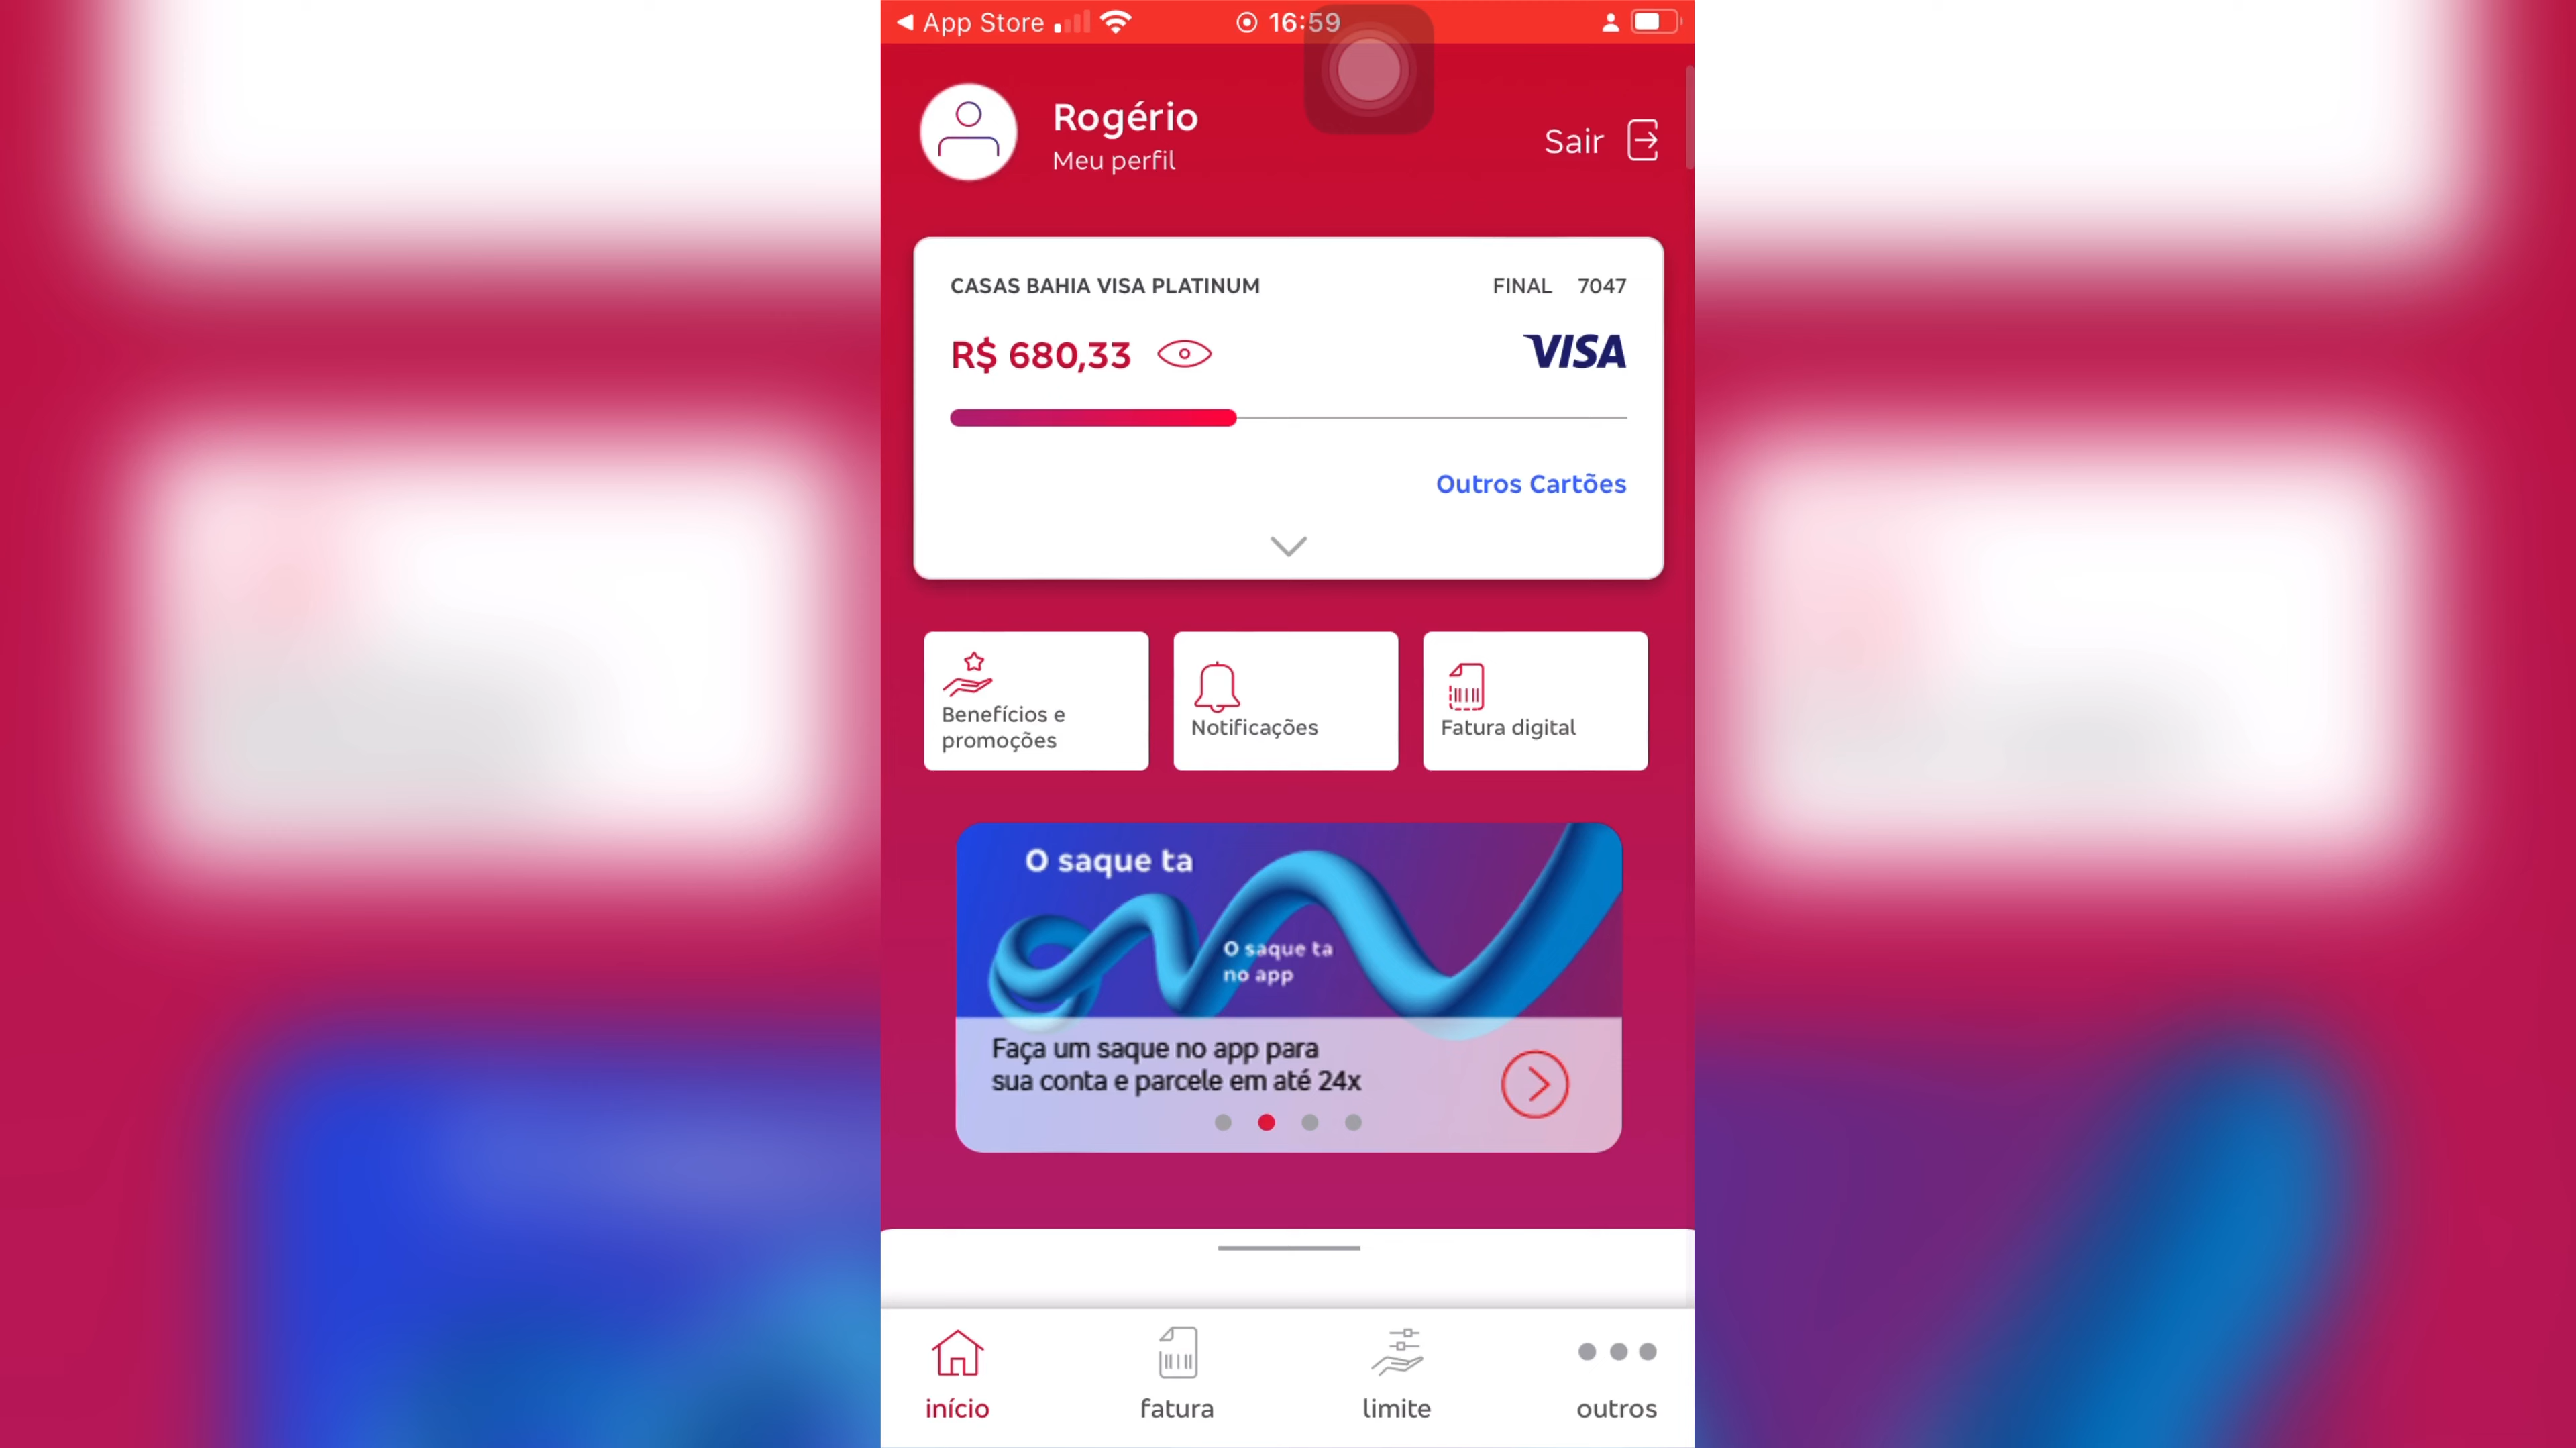 App Store
16:59
Rogério
Meu perfil
Sair
CASAS BAHIA VISA PLATINUM
FINAL 7047
R$ 680,33
VISA
Outros Cartões
Benefícios e
promoções
Notificações
Fatura digital
O saque ta
O saque ta
no app
Faça um saque no app para
sua conta e parcele em até 24x
início
fatura
limite
outros